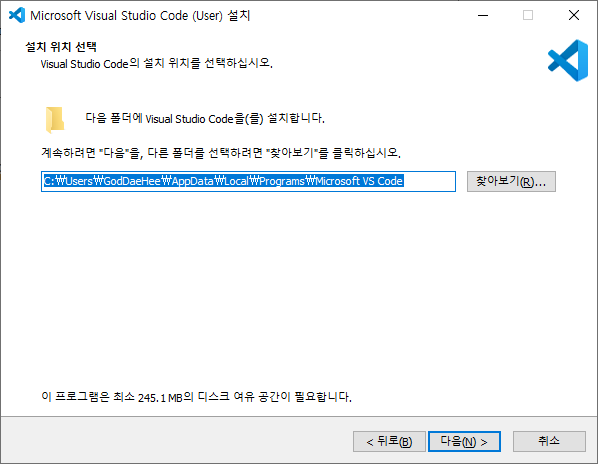 Microsoft Visual Studio Code (User) 설치
설치 위치 선택
Visual Studio Code의 설치 위치를 선택하십시오.
다음 폴더에 Visual Studio Code을(를) 설치합니다.
계속하려면 "다음"을, 다른 폴더를 선택하려면 "찾아보기"를 클릭하십시오.
C:₩Users₩GodDaeHee₩AppData₩Local₩Programs₩Microsoft VS Code
찾아보기(R)...
이 프로그램은 최소 245.1 MB의 디스크 여유 공간이 필요합니다.
< 뒤로(B)
다음(N) >
취소